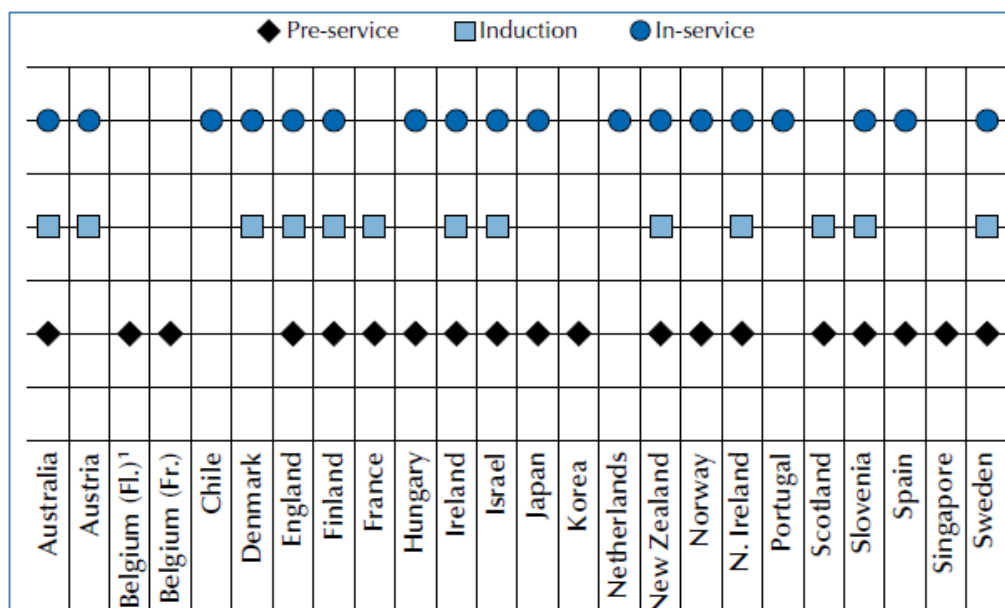 Pre-service Induction In-service
Australia
Austria
Belgium (Fl.)¹
Belgium (Fr.)
Chile
Denmark
England
Finland
France
Hungary
Ireland
Israel
Japan
Korea
Netherlands
New Zealand
Norway
N. Ireland
Portugal
Scotland
Slovenia
Spain
Singapore
Sweden